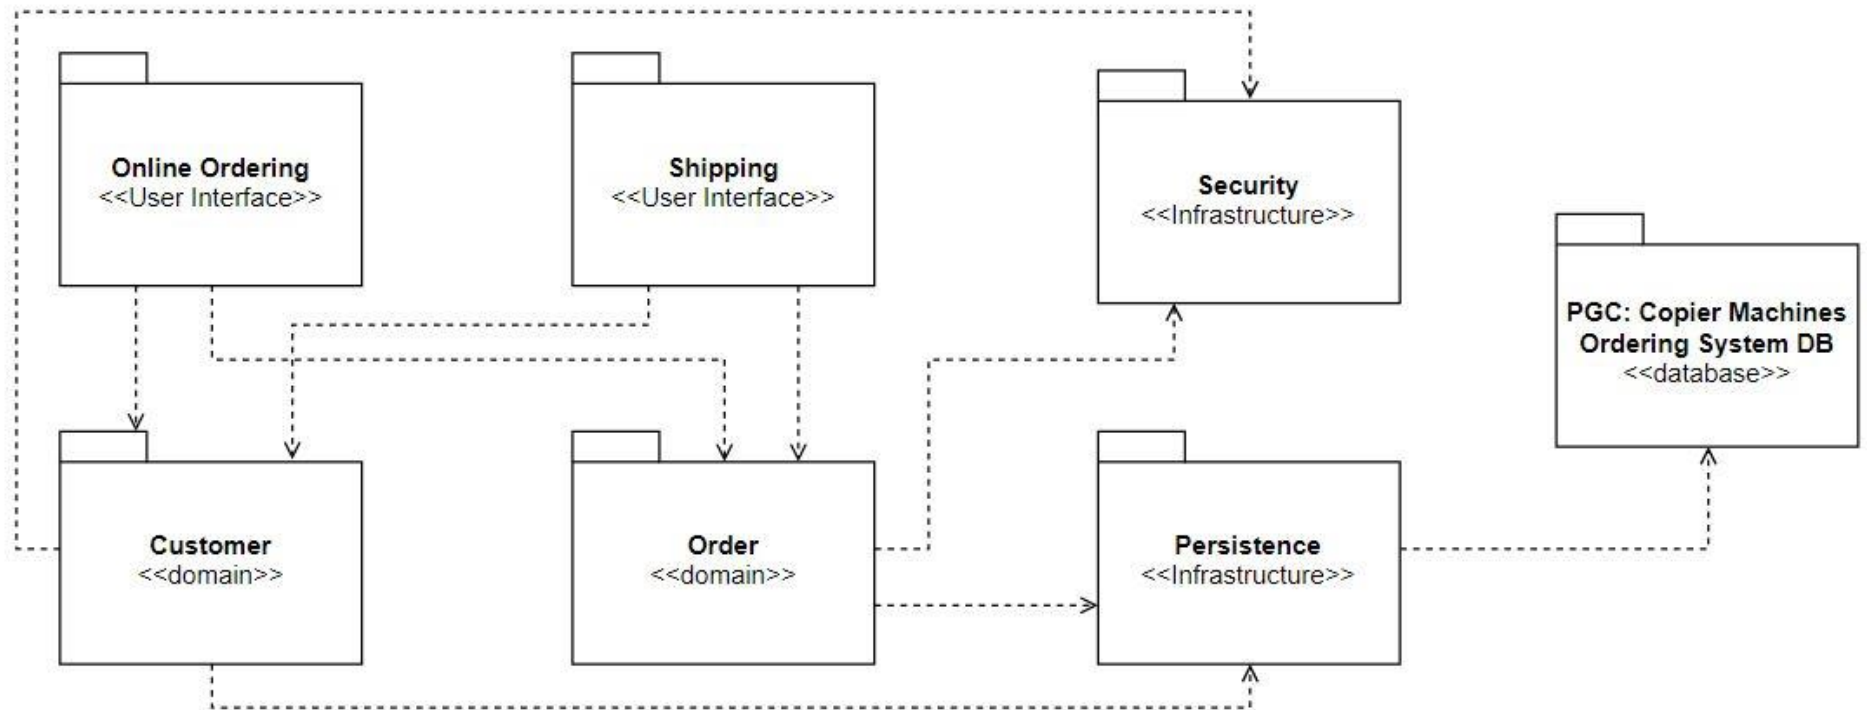 Online Ordering
<<User Interface>>
Shipping
<<User Interface>>
Security
<<Infrastructure>>
PGC: Copier Machines
Ordering System DB
<<database>>
Customer
<<domain>>
Order
<<domain>>
Persistence
<<Infrastructure>>